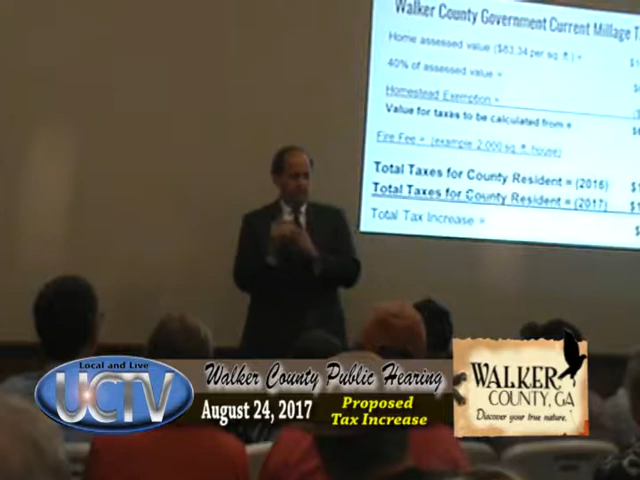 Walker County Government Current Millage
Home assessed value ($83.34 per sq. ft.) =
40% of assessed value =
Homestead Exemption =
Value for taxes to be calculated from =
Fire Fee = (example 2,000 sq. ft. house)
Total Taxes for County Resident = (2016)
Total Taxes for County Resident = (2017)
Total Tax Increase =
Local and Live
UCTV
Walker County Public Hearing
August 24, 2017
Proposed
Tax Increase
WALKER
COUNTY, GA
Discover your true nature.